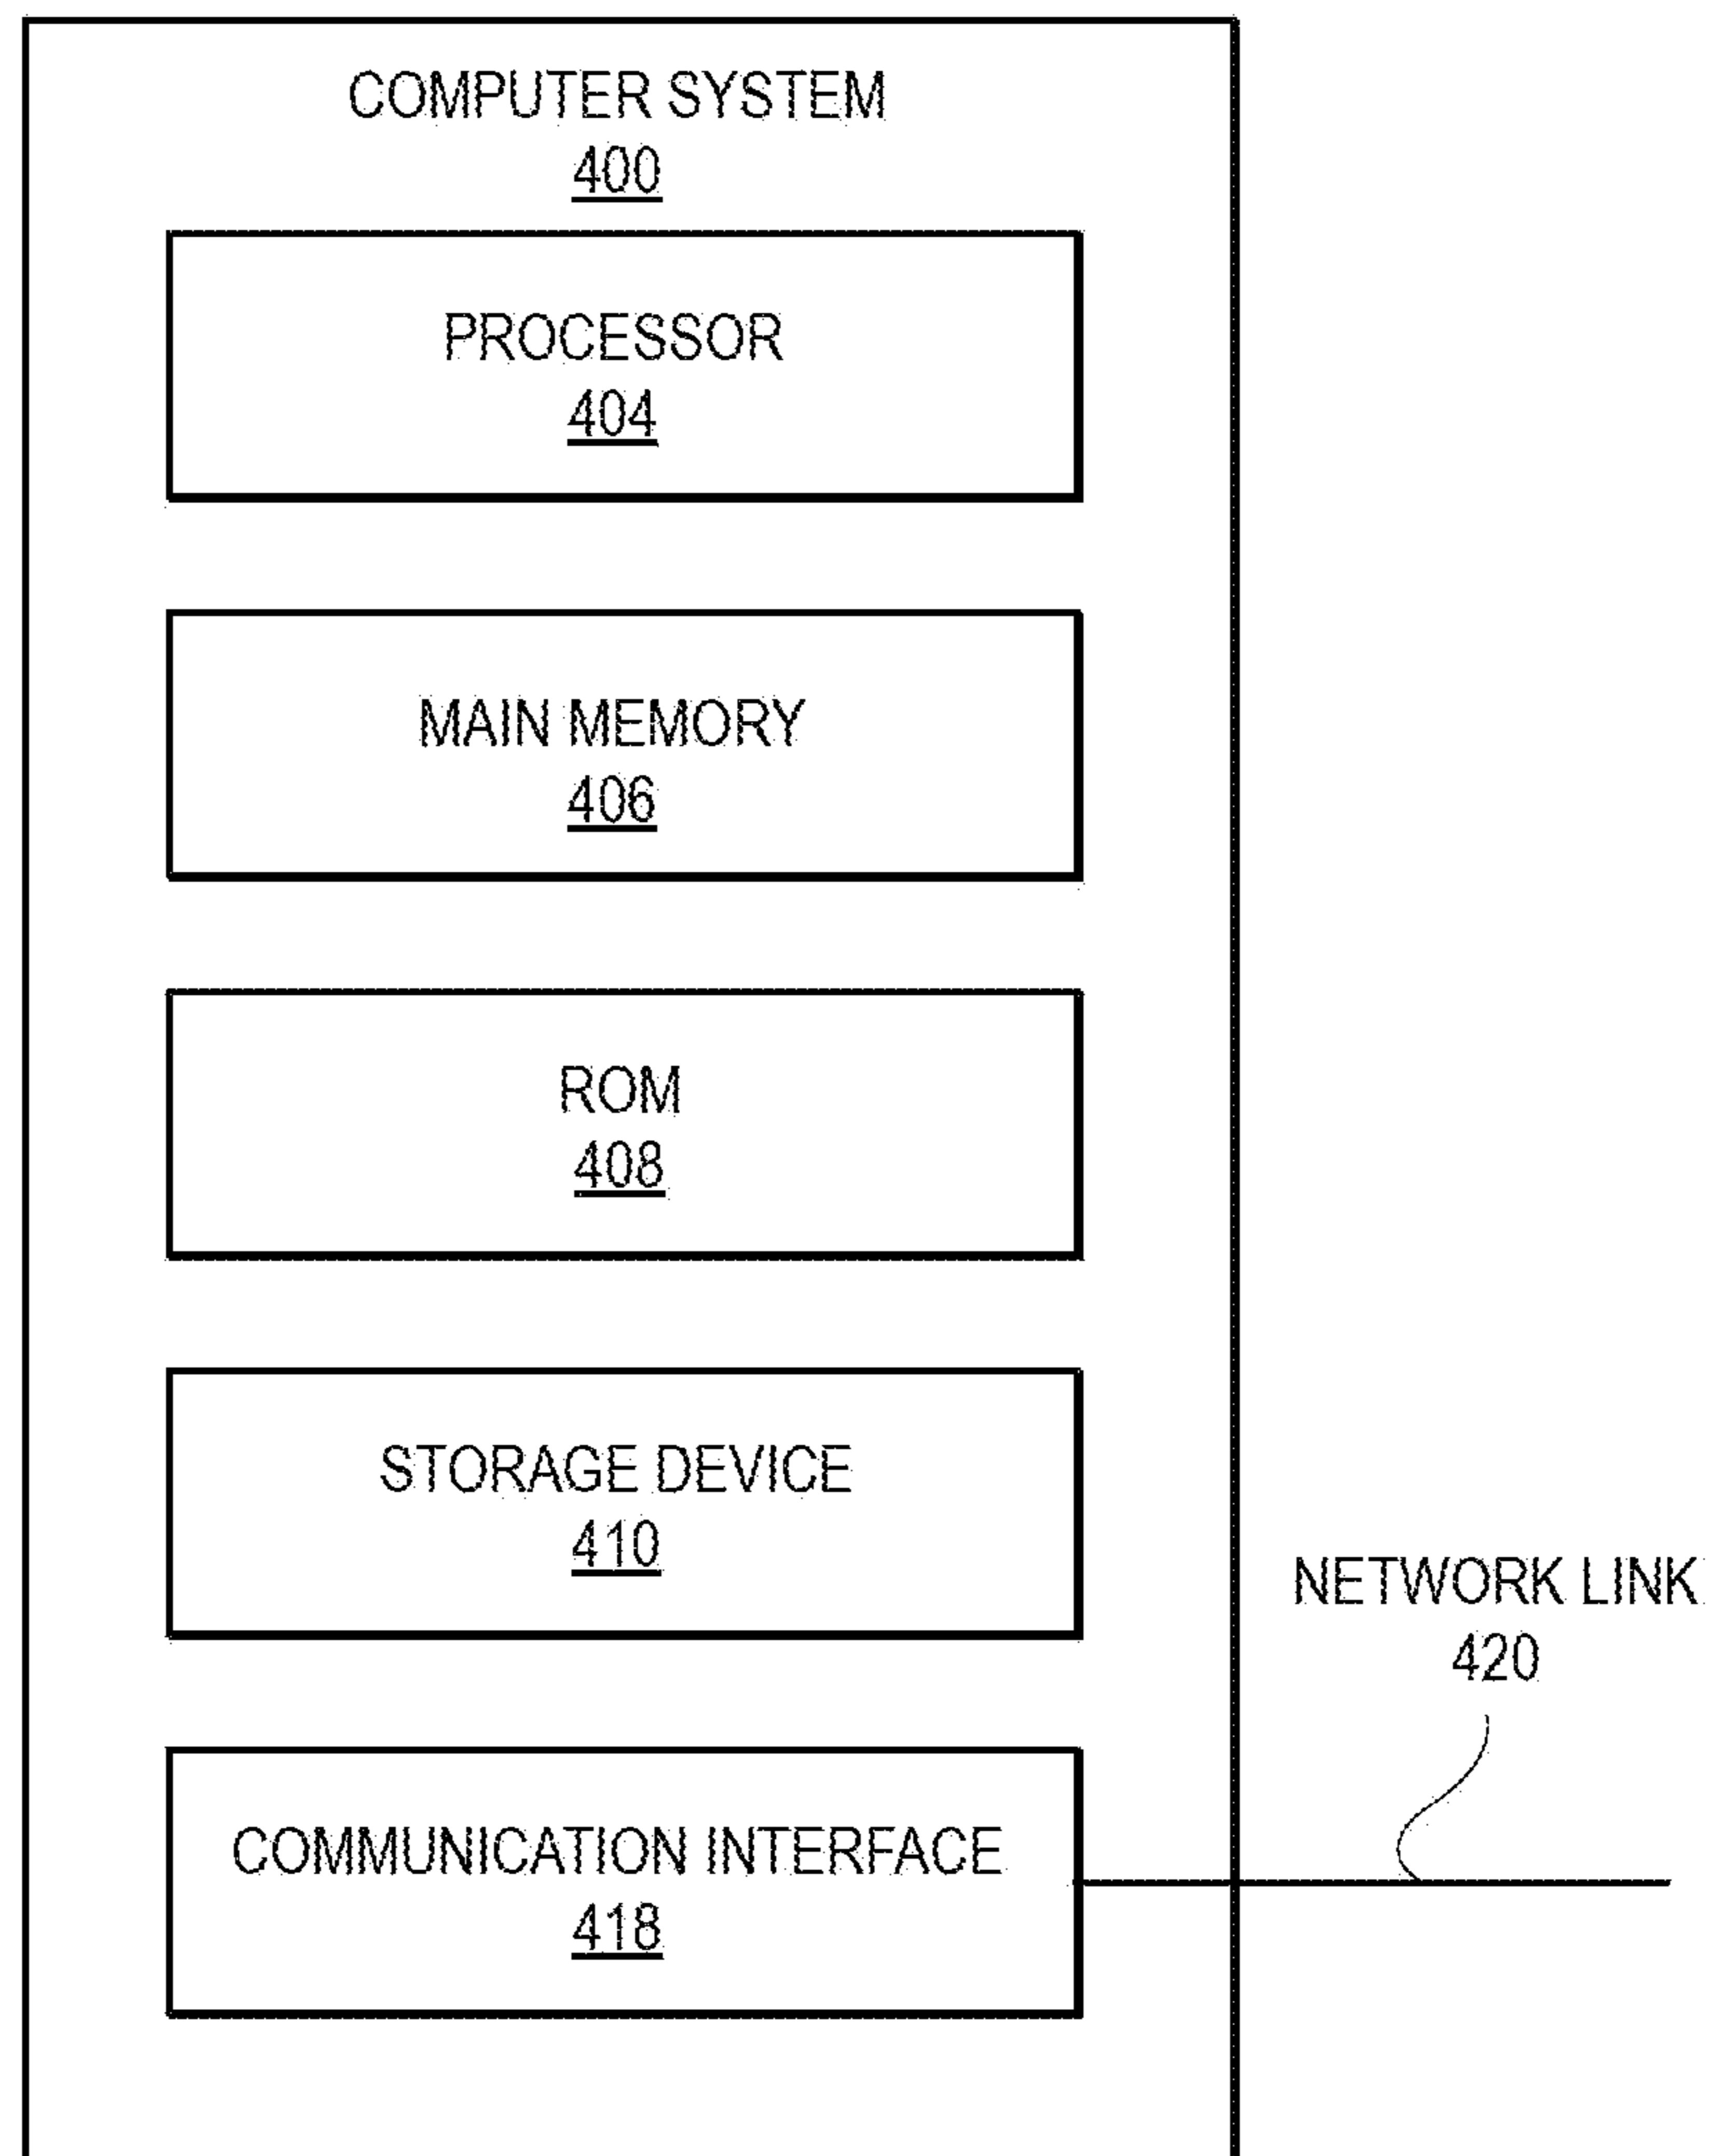 COMPUTER SYSTEM
400
PROCESSOR
404
MAIN MEMORY
406
ROM
408
STORAGE DEVICE
410
NETWORK LINK
420
COMMUNICATION INTERFACE
418